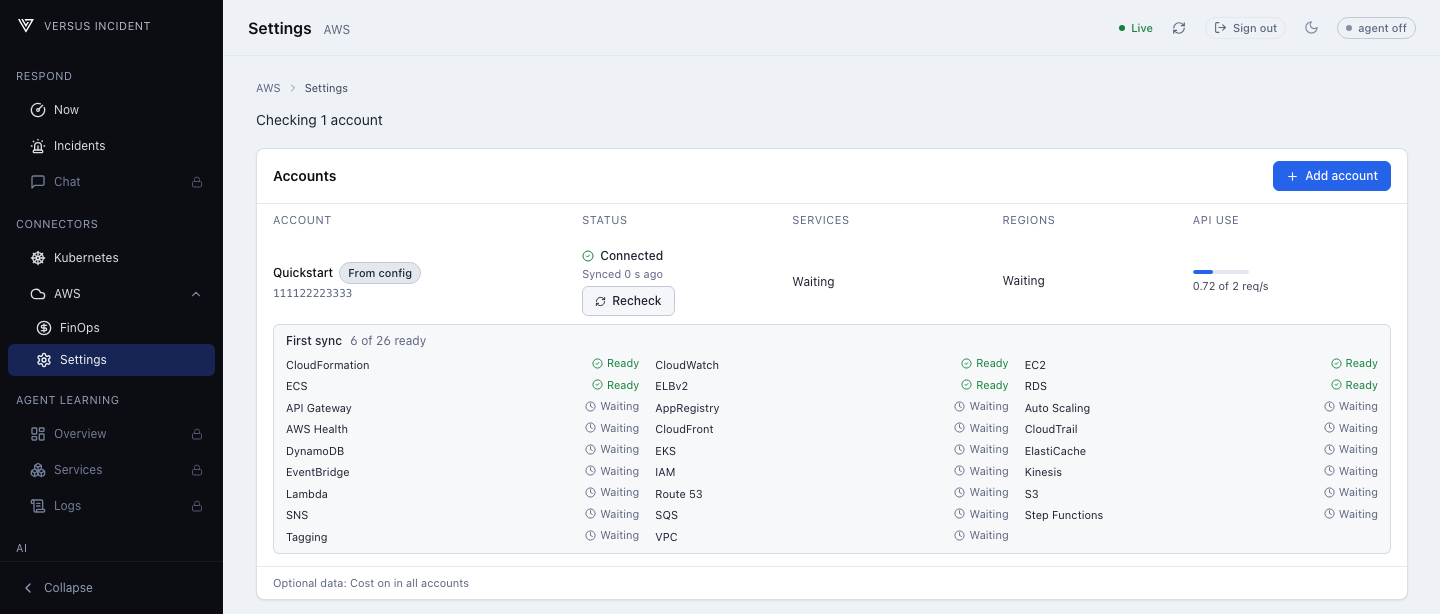 VERSUS INCIDENT
RESPOND
Now
Incidents
Chat
CONNECTORS
Kubernetes
AWS
FinOps
Settings
AGENT LEARNING
Overview
Services
Logs
AI
Collapse
Settings AWS
Live
Sign out
agent off
AWS > Settings
Checking 1 account
Accounts
Add account
ACCOUNT STATUS SERVICES REGIONS API USE
Quickstart From config
111122223333
Connected
Synced 0 s ago
Recheck
Waiting
Waiting
0.72 of 2 req/s
First sync 6 of 26 ready
CloudFormation Ready CloudWatch Ready EC2 Ready
ECS Ready ELBv2 Ready RDS Ready
API Gateway Waiting AppRegistry Waiting Auto Scaling Waiting
AWS Health Waiting CloudFront Waiting CloudTrail Waiting
DynamoDB Waiting EKS Waiting ElastiCache Waiting
EventBridge Waiting IAM Waiting Kinesis Waiting
Lambda Waiting Route 53 Waiting S3 Waiting
SNS Waiting SQS Waiting Step Functions Waiting
Tagging Waiting VPC Waiting
Optional data: Cost on in all accounts